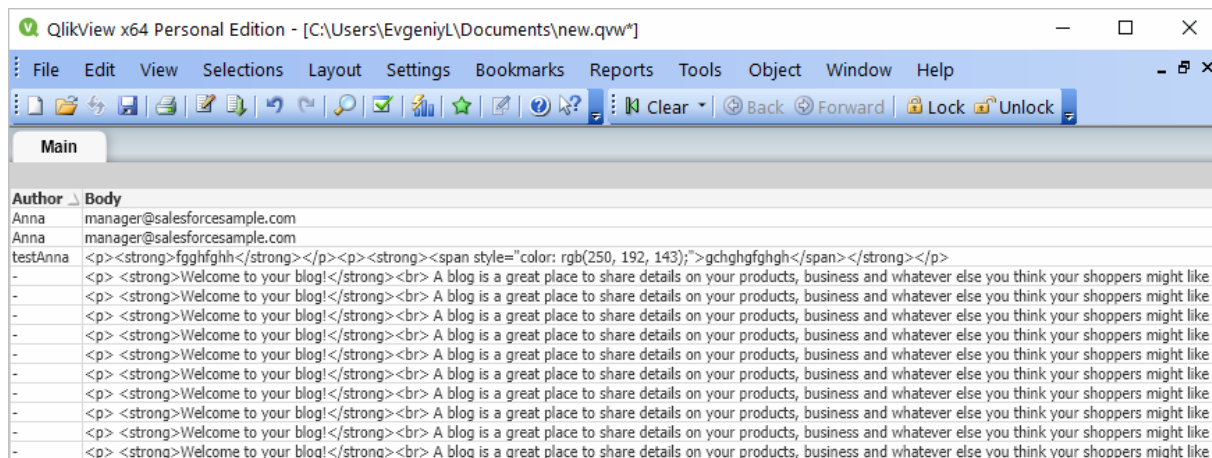 QlikView x64 Personal Edition - [C:\Users\EvgeniyL\Documents\new.qvw*]
File Edit View Selections Layout Settings Bookmarks Reports Tools Object Window Help
Clear Back Forward Lock Unlock
Main
Author Body
Anna manager@salesforcesample.com
Anna manager@salesforcesample.com
testAnna <p><strong>fgghfghh</strong></p><p><strong><span style="color: rgb(250, 192, 143);">gchghgfghgh</span></strong></p>
- <p> <strong>Welcome to your blog!</strong><br> A blog is a great place to share details on your products, business and whatever else you think your shoppers might like
- <p> <strong>Welcome to your blog!</strong><br> A blog is a great place to share details on your products, business and whatever else you think your shoppers might like
- <p> <strong>Welcome to your blog!</strong><br> A blog is a great place to share details on your products, business and whatever else you think your shoppers might like
- <p> <strong>Welcome to your blog!</strong><br> A blog is a great place to share details on your products, business and whatever else you think your shoppers might like
- <p> <strong>Welcome to your blog!</strong><br> A blog is a great place to share details on your products, business and whatever else you think your shoppers might like
- <p> <strong>Welcome to your blog!</strong><br> A blog is a great place to share details on your products, business and whatever else you think your shoppers might like
- <p> <strong>Welcome to your blog!</strong><br> A blog is a great place to share details on your products, business and whatever else you think your shoppers might like
- <p> <strong>Welcome to your blog!</strong><br> A blog is a great place to share details on your products, business and whatever else you think your shoppers might like
- <p> <strong>Welcome to your blog!</strong><br> A blog is a great place to share details on your products, business and whatever else you think your shoppers might like
- <p> <strong>Welcome to your blog!</strong><br> A blog is a great place to share details on your products, business and whatever else you think your shoppers might like